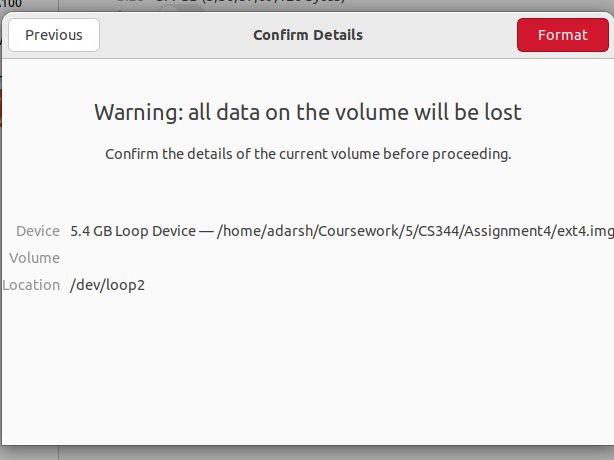 x100
Previous
Confirm Details
Format
Warning: all data on the volume will be lost
Confirm the details of the current volume before proceeding.
Device 5.4 GB Loop Device — /home/adarsh/Coursework/5/CS344/Assignment4/ext4.img
Volume
Location /dev/loop2